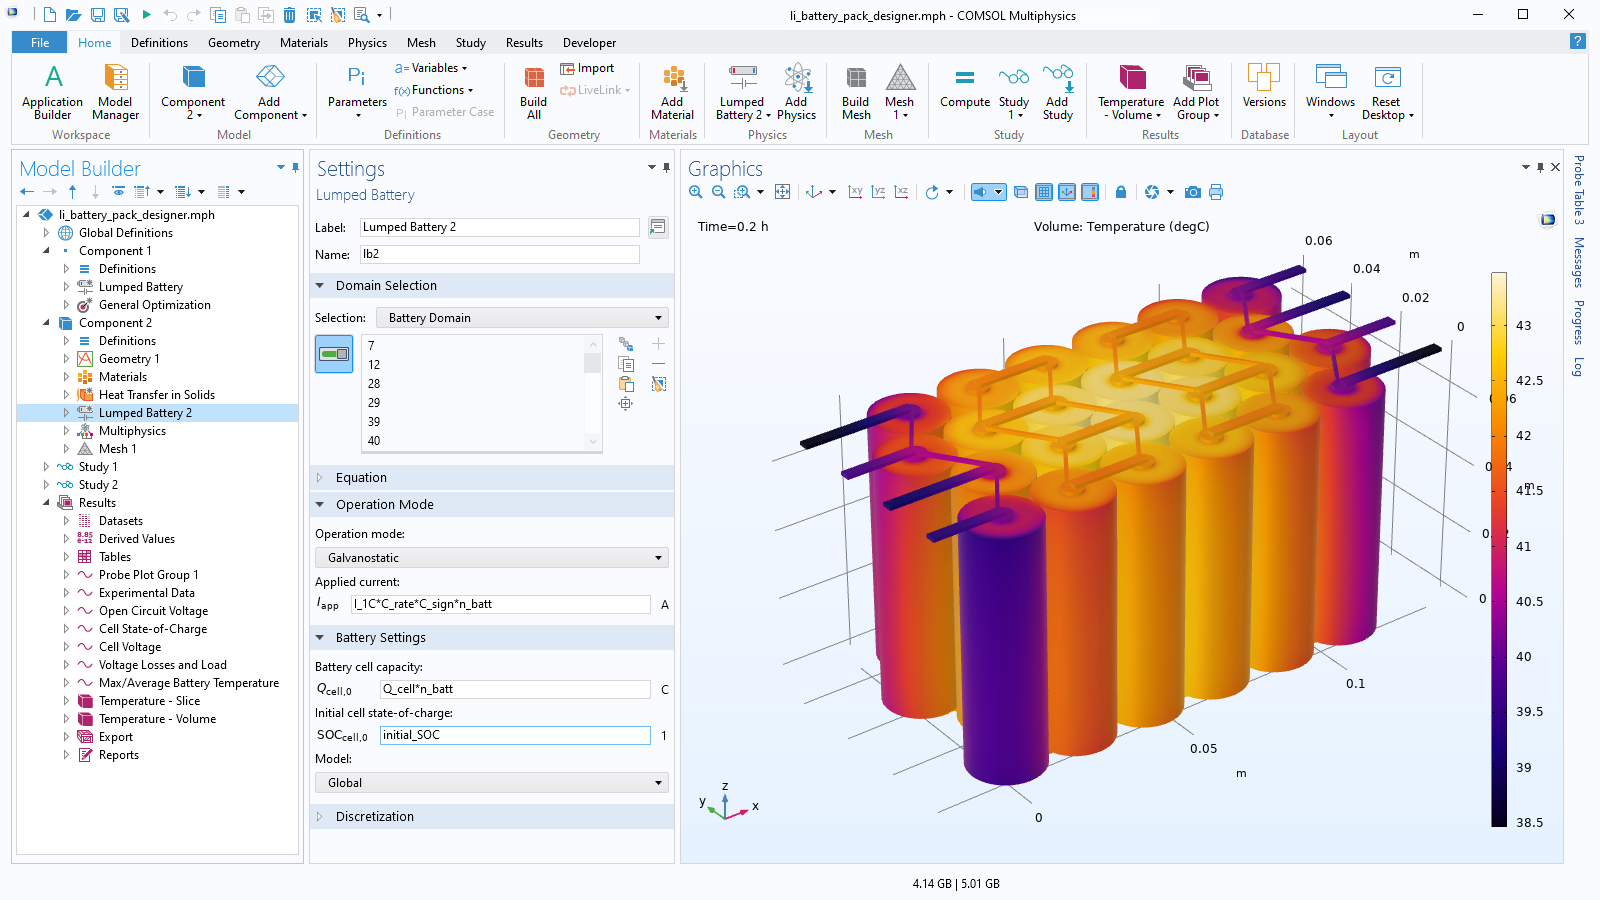 li_battery_pack_designer.mph - COMSOL Multiphysics
File Home Definitions Geometry Materials Physics Mesh Study Results Developer
?
A
Application Builder
Model Manager
Workspace
Component 2
Add Component
Model
Pi
Parameters
a= Variables
f(x) Functions
Pi Parameter Case
Definitions
Build All
Import
LiveLink
Geometry
Add Material
Materials
Lumped Battery 2
Add Physics
Physics
Build Mesh
Mesh 1
Mesh
Compute
Study 1
Add Study
Study
Temperature - Volume
Add Plot Group
Results
Versions
Database
Windows
Reset Desktop
Layout
Model Builder
li_battery_pack_designer.mph
Global Definitions
Component 1
Definitions
Lumped Battery
General Optimization
Component 2
Definitions
Geometry 1
Materials
Heat Transfer in Solids
Lumped Battery 2
Multiphysics
Mesh 1
Study 1
Study 2
Results
Datasets
8.85
e-12
Derived Values
Tables
Probe Plot Group 1
Experimental Data
Open Circuit Voltage
Cell State-of-Charge
Cell Voltage
Voltage Losses and Load
Max/Average Battery Temperature
Temperature - Slice
Temperature - Volume
Export
Reports
Settings
Lumped Battery
Label: Lumped Battery 2
Name: lb2
Domain Selection
Selection: Battery Domain
7
12
28
29
39
40
Equation
Operation Mode
Operation mode:
Galvanostatic
Applied current:
Iapp I_1C*C_rate*C_sign*n_batt A
Battery Settings
Battery cell capacity:
Qcell,0 Q_cell*n_batt C
Initial cell state-of-charge:
SOCcell,0 initial_SOC 1
Model:
Global
Discretization
Graphics
xy yz xz
Time=0.2 h
Volume: Temperature (degC)
0.06
m
0.04
0.02
0
0
0.1
0.05
m
0
m
z
y
x
43
42.5
42
41.5
41
40.5
40
39.5
39
38.5
Probe Table 3
Messages
Progress
Log
4.14 GB | 5.01 GB